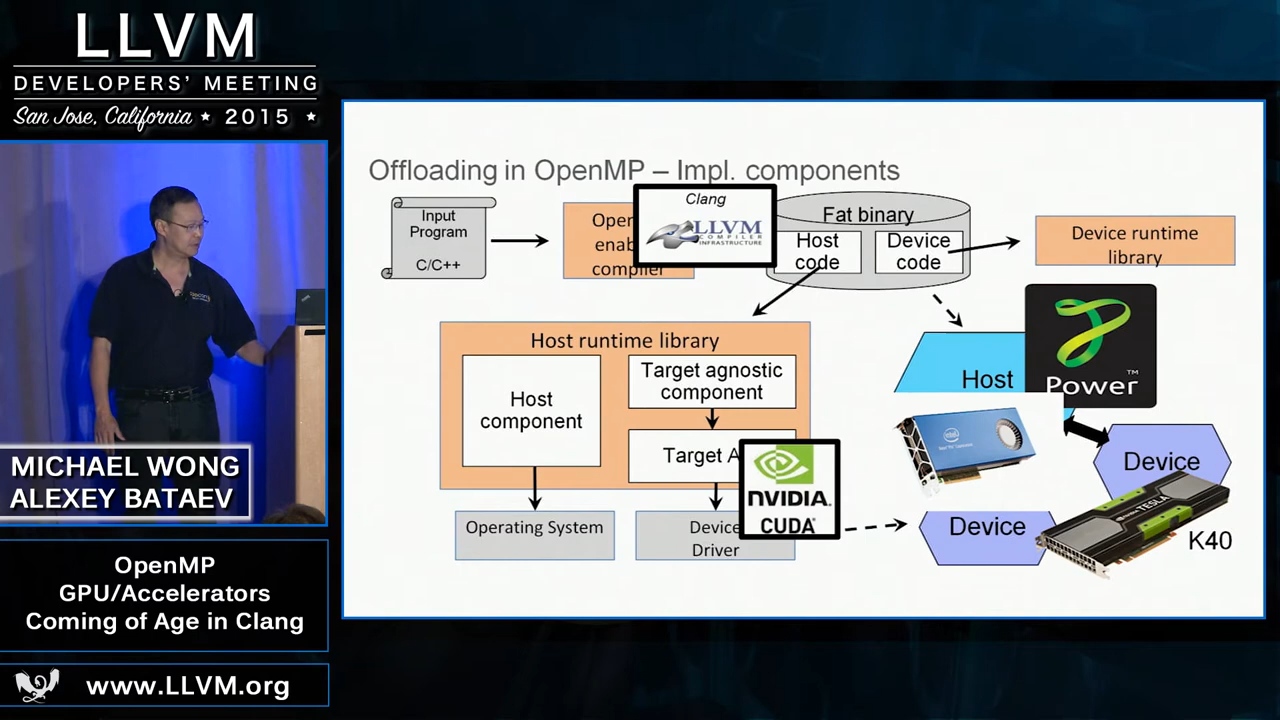 LLVM
DEVELOPERS' MEETING
San Jose, California ★ 2015 ★
MICHAEL WONG
ALEXEY BATAEV
OpenMP
GPU/Accelerators
Coming of Age in Clang
www.LLVM.org
Offloading in OpenMP – Impl. components
Input
Program
C/C++
Open
enab
compiler
Clang
LLVM
COMPILER
INFRASTRUCTURE
Fat binary
Host
code
Device
code
Device runtime
library
Host runtime library
Host
component
Target agnostic
component
Target A
Operating System
Device
Driver
NVIDIA.
CUDA
Host
Power™
Device
Device
TESLA
K40